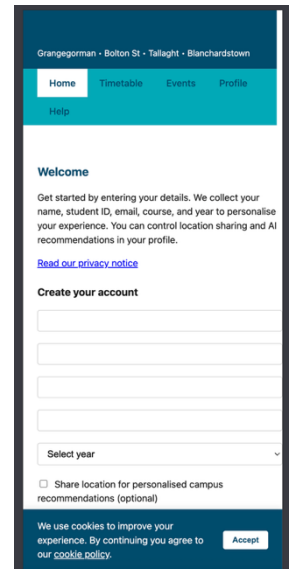 Grangegorman • Bolton St • Tallaght • Blanchardstown
Home Timetable Events Profile
Help
Welcome
Get started by entering your details. We collect your
name, student ID, email, course, and year to personalise
your experience. You can control location sharing and AI
recommendations in your profile.
Read our privacy notice
Create your account
Select year
Share location for personalised campus
recommendations (optional)
We use cookies to improve your
experience. By continuing you agree to
our cookie policy.
Accept